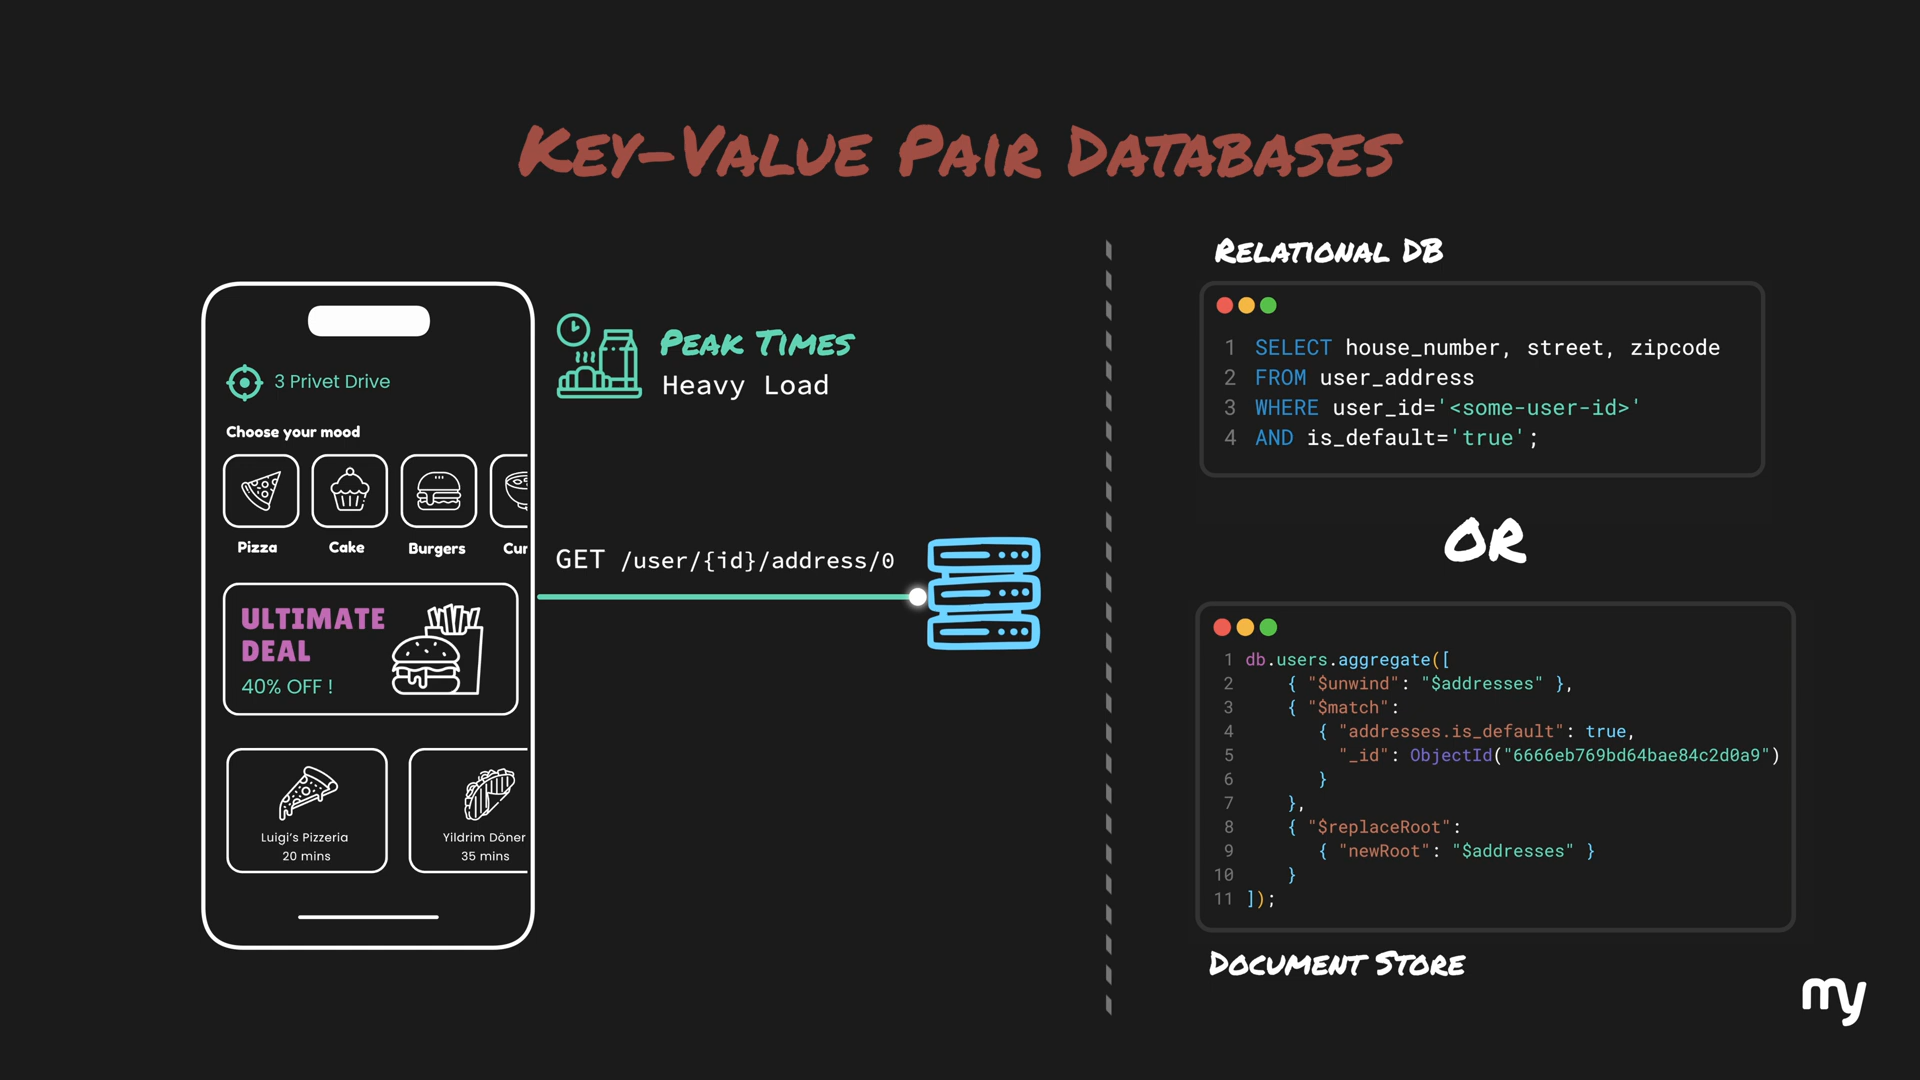 KEY-VALUE PAIR DATABASES
3 Privet Drive
Choose your mood
Pizza
Cake
Burgers
Cur
ULTIMATE
DEAL
40% OFF !
Luigi's Pizzeria
20 mins
Yildrim Döner
35 mins
PEAK TIMES
Heavy Load
GET /user/{id}/address/0
RELATIONAL DB
1 SELECT house_number, street, zipcode
2 FROM user_address
3 WHERE user_id='<some-user-id>'
4 AND is_default='true';
OR
1 db.users.aggregate([
2 { "$unwind": "$addresses" },
3 { "$match":
4 { "addresses.is_default": true,
5 "_id": ObjectId("6666eb769bd64bae84c2d0a9")
6 }
7 },
8 { "$replaceRoot":
9 { "newRoot": "$addresses" }
10 }
11 ]);
DOCUMENT STORE
my